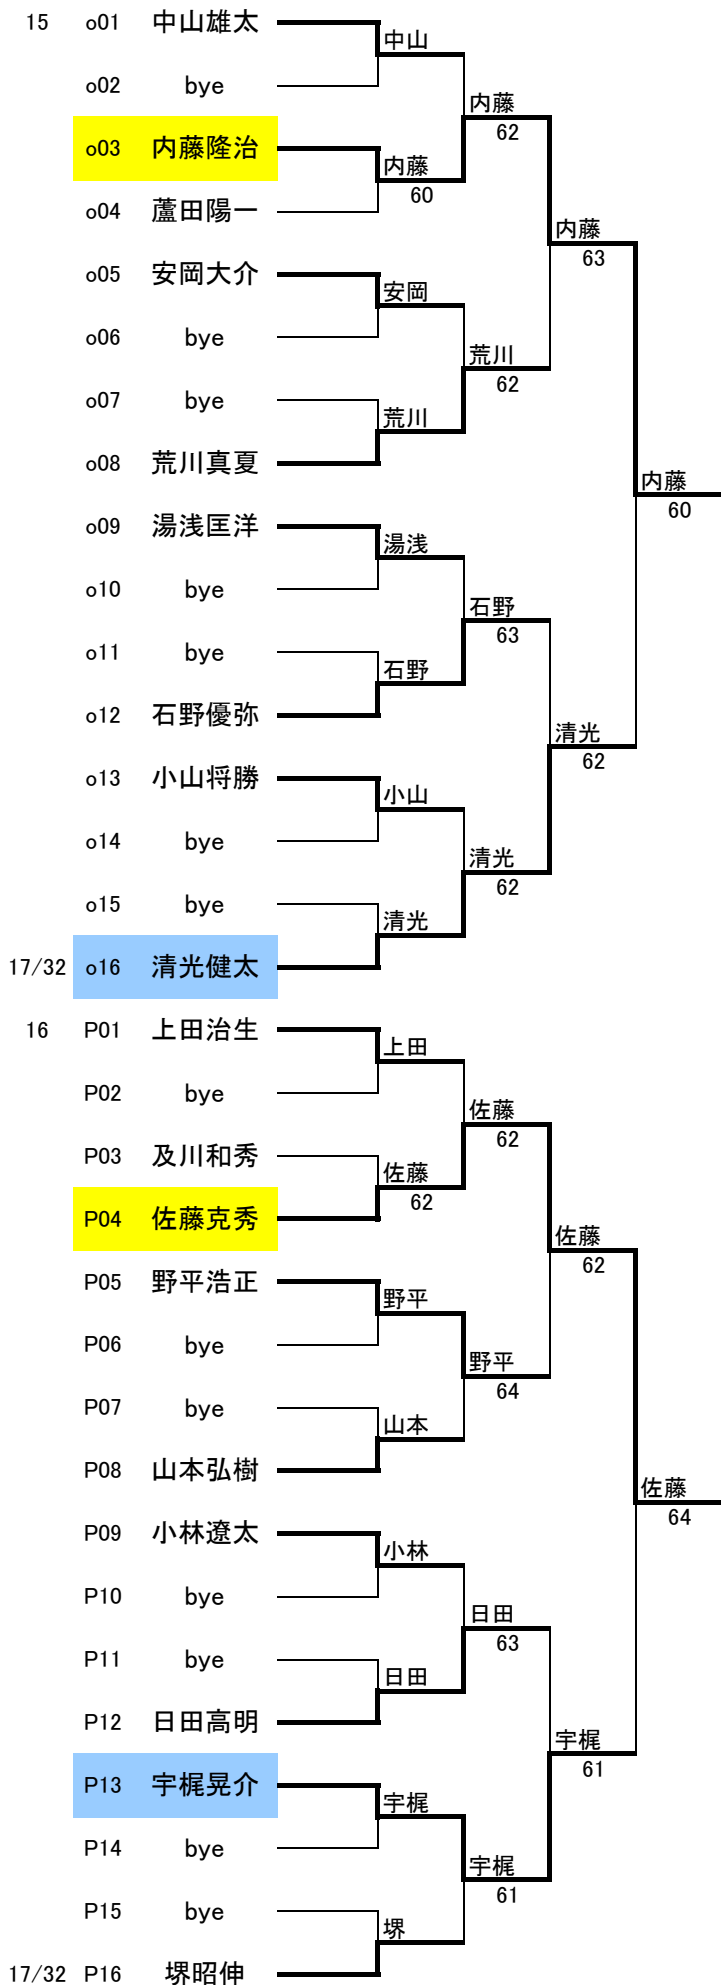 15 o01 中山雄太
中山
o02 bye
内藤
62
o03 内藤隆治
内藤
60
o04 蘆田陽一
内藤
63
o05 安岡大介
安岡
o06 bye
荒川
62
o07 bye
荒川
o08 荒川真夏
内藤
60
o09 湯浅匡洋
湯浅
o10 bye
石野
63
o11 bye
石野
o12 石野優弥
清光
62
o13 小山将勝
小山
o14 bye
清光
62
o15 bye
清光
17/32 o16 清光健太
16 P01 上田治生
上田
P02 bye
佐藤
62
P03 及川和秀
佐藤
62
P04 佐藤克秀
佐藤
62
P05 野平浩正
野平
P06 bye
野平
64
P07 bye
山本
P08 山本弘樹
佐藤
64
P09 小林遼太
小林
P10 bye
日田
63
P11 bye
日田
P12 日田高明
宇梶
61
P13 宇梶晃介
宇梶
P14 bye
宇梶
61
P15 bye
堺
17/32 P16 堺昭伸